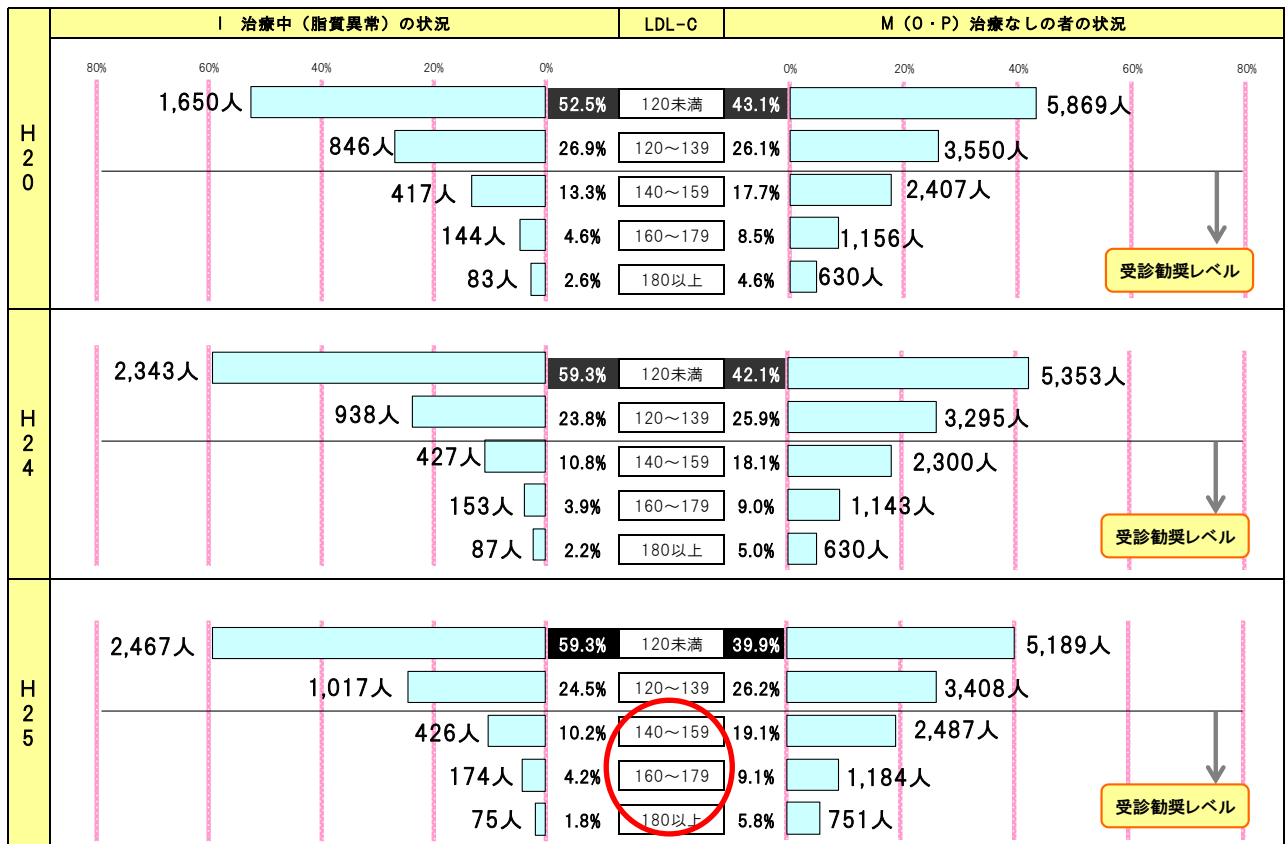 Ⅰ 治療中（脂質異常）の状況 LDL-C M（O・P）治療なしの者の状況
H20
80% 60% 40% 20% 0% 0% 20% 40% 60% 80%
1,650人 52.5% 120未満 43.1% 5,869人
846人 26.9% 120～139 26.1% 3,550人
417人 13.3% 140～159 17.7% 2,407人
144人 4.6% 160～179 8.5% 1,156人
83人 2.6% 180以上 4.6% 630人
受診勧奨レベル
H24
2,343人 59.3% 120未満 42.1% 5,353人
938人 23.8% 120～139 25.9% 3,295人
427人 10.8% 140～159 18.1% 2,300人
153人 3.9% 160～179 9.0% 1,143人
87人 2.2% 180以上 5.0% 630人
受診勧奨レベル
H25
2,467人 59.3% 120未満 39.9% 5,189人
1,017人 24.5% 120～139 26.2% 3,408人
426人 10.2% 140～159 19.1% 2,487人
174人 4.2% 160～179 9.1% 1,184人
75人 1.8% 180以上 5.8% 751人
受診勧奨レベル